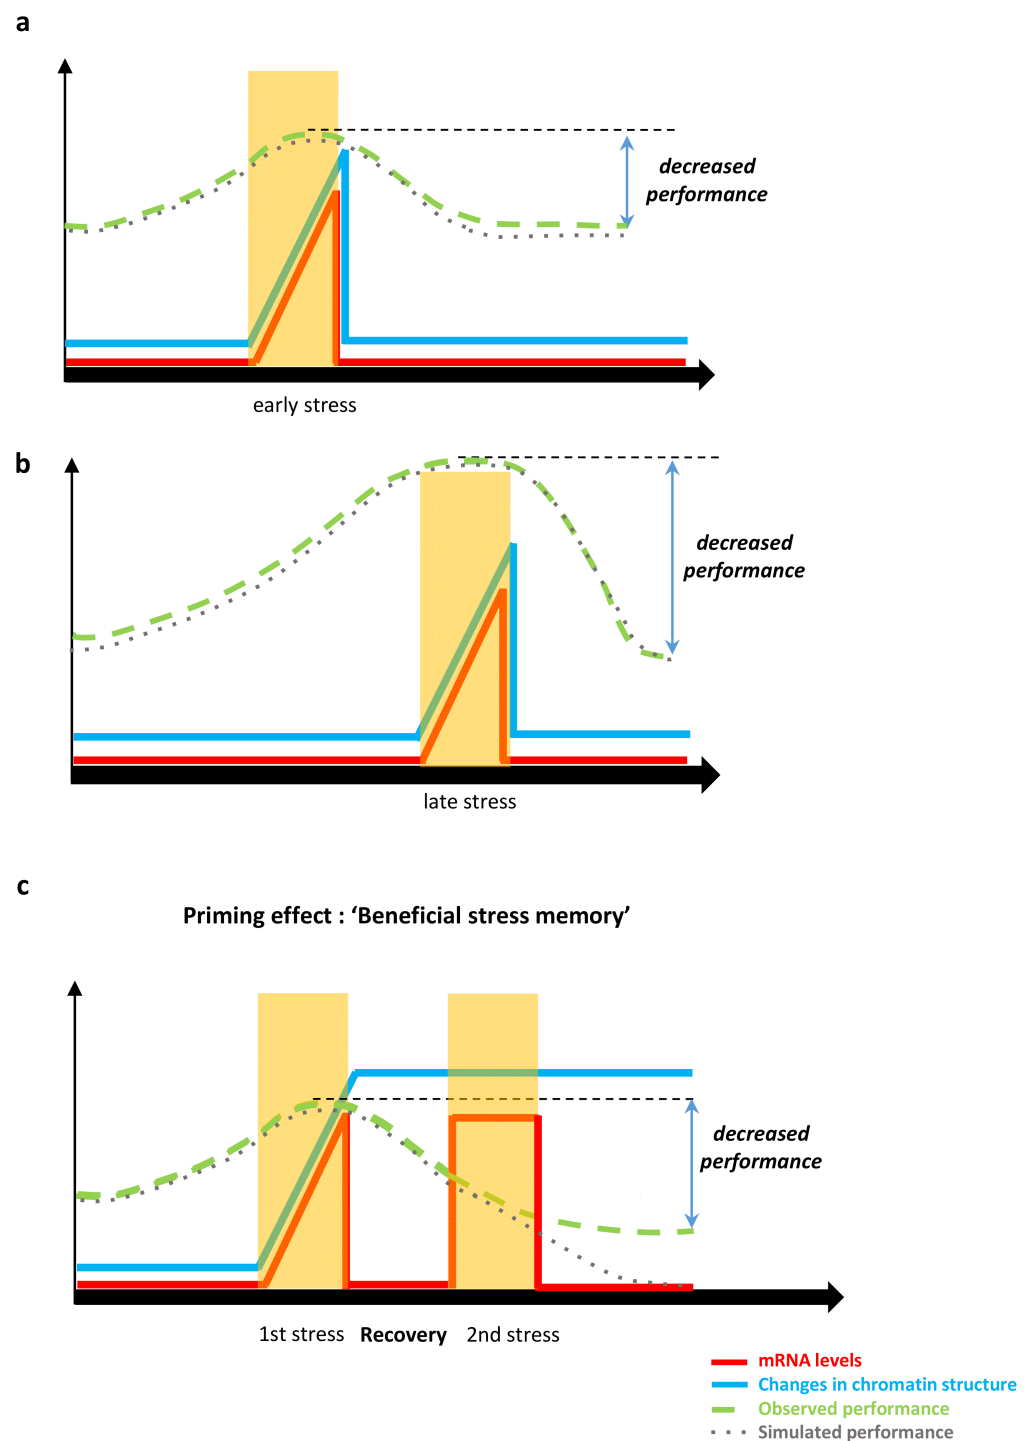 a
decreased
performance
early stress
b
decreased
performance
late stress
c
Priming effect : ‘Beneficial stress memory’
decreased
performance
1st stress Recovery 2nd stress
mRNA levels
Changes in chromatin structure
Observed performance
Simulated performance